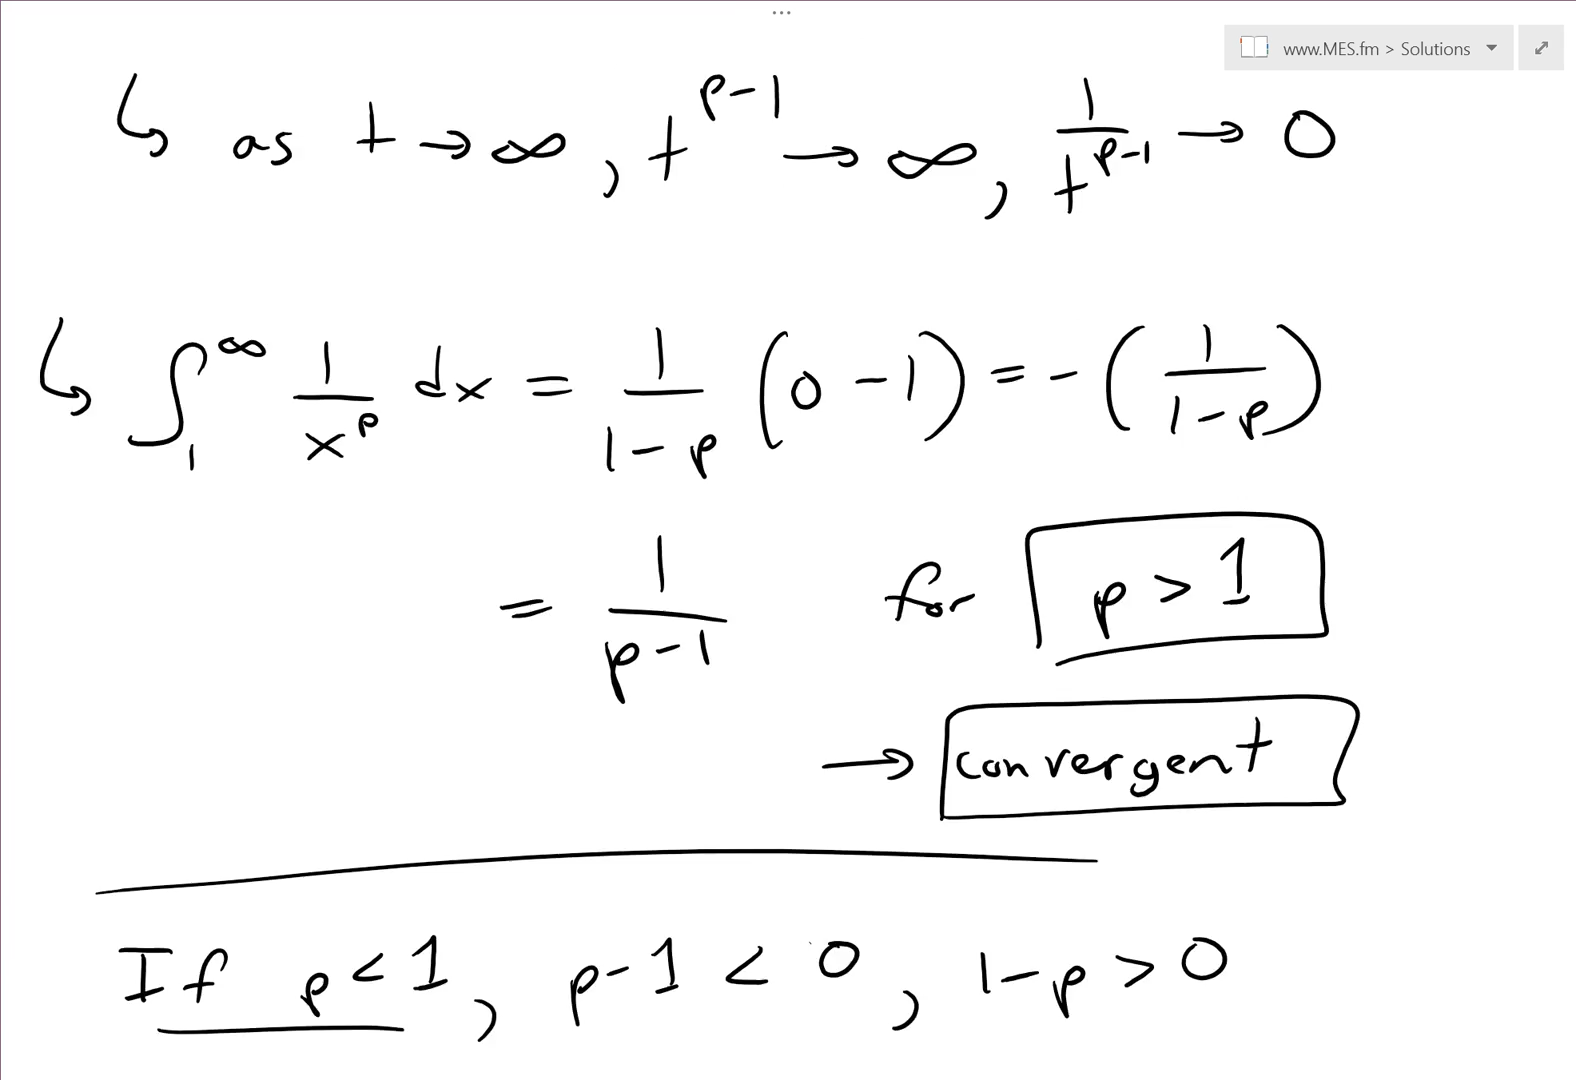 ...
www.MES.fm > Solutions
↳ as t → ∞, t^{p-1} → ∞, 1/t^{p-1} → 0
↳ ∫₁^∞ 1/x^p dx = 1/(1-p) (0-1) = -(1/(1-p))
= 1/(p-1) for p > 1
→ convergent
If p < 1, p-1 < 0, 1-p > 0